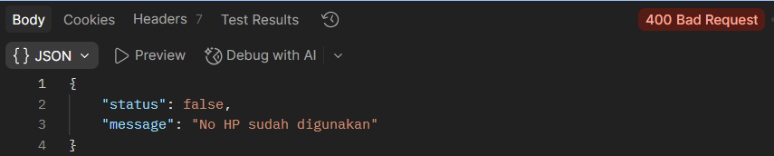 Body Cookies Headers 7 Test Results 400 Bad Request
{} JSON Preview Debug with AI
1 {
2 "status": false,
3 "message": "No HP sudah digunakan"
4 }